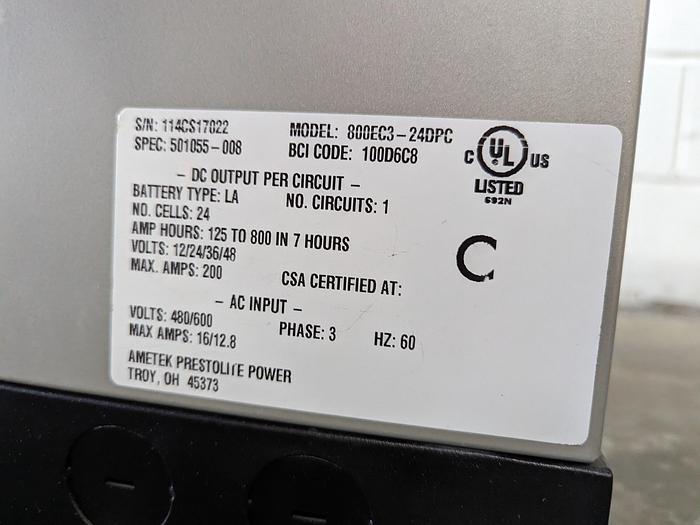 S/N: 114CS17022
MODEL: 800EC3-24DPC
SPEC: 501055-008
BCI CODE: 100D6C8
C UL US
LISTED
692N
- DC OUTPUT PER CIRCUIT -
BATTERY TYPE: LA
NO. CIRCUITS: 1
NO. CELLS: 24
AMP HOURS: 125 TO 800 IN 7 HOURS
VOLTS: 12/24/36/48
MAX. AMPS: 200
CSA CERTIFIED AT:
C
- AC INPUT -
VOLTS: 480/600
PHASE: 3
HZ: 60
MAX AMPS: 16/12.8
AMETEK PRESTOLITE POWER
TROY, OH 45373